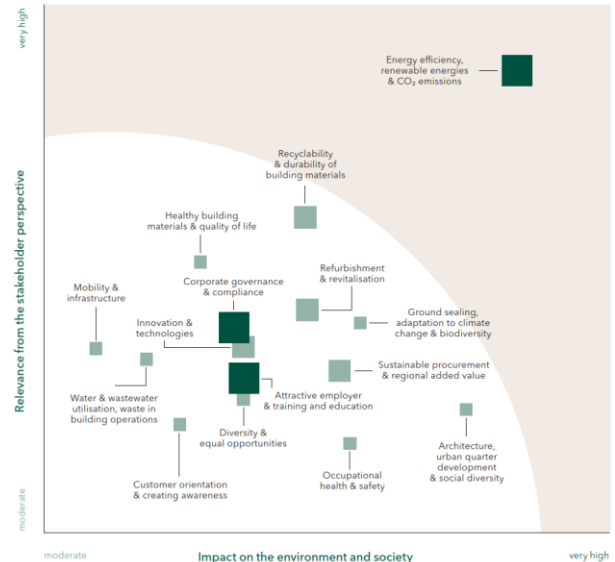 very high
Relevance from the stakeholder perspective
moderate
Energy efficiency,
renewable energies
& CO₂ emissions
Recyclability
& durability of
building materials
Healthy building
materials & quality of life
Refurbishment
& revitalisation
Corporate governance
& compliance
Mobility &
infrastructure
Innovation &
technologies
Ground sealing,
adaptation to climate
change & biodiversity
Sustainable procurement
& regional added value
Water & wastewater
utilisation, waste in
building operations
Attractive employer
& training and education
Diversity &
equal opportunities
Architecture,
urban quarter
development
& social diversity
Customer orientation
& creating awareness
Occupational
health & safety
moderate
Impact on the environment and society
very high